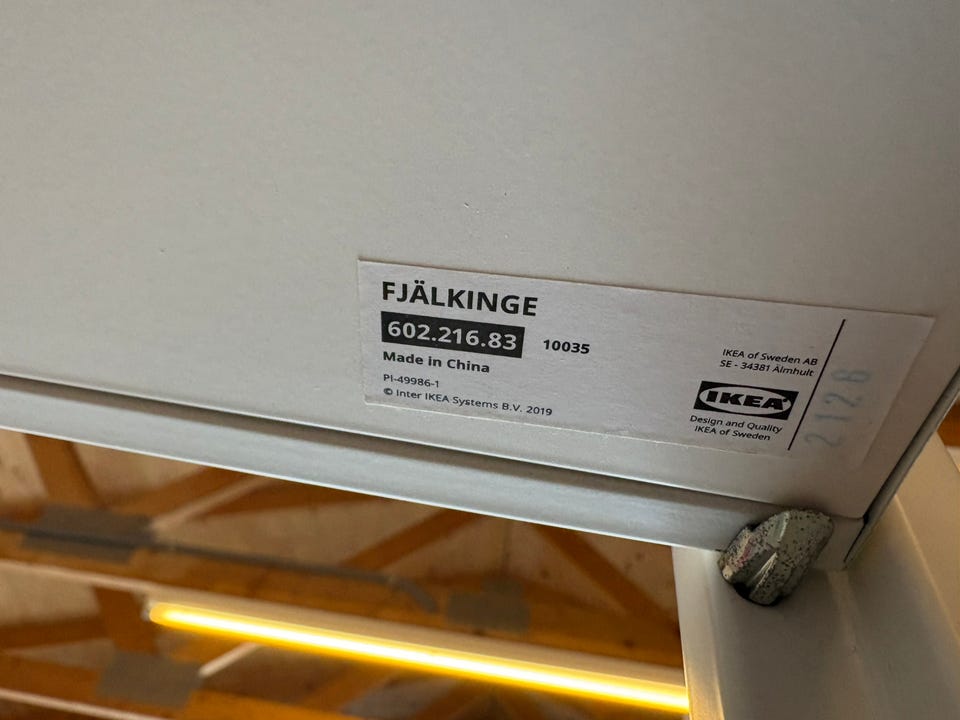 FJÄLKINGE
602.216.83 10035
Made in China
PI-49986-1
© Inter IKEA Systems B.V. 2019
IKEA of Sweden AB
SE - 34381 Älmhult
IKEA
Design and Quality
IKEA of Sweden
2126